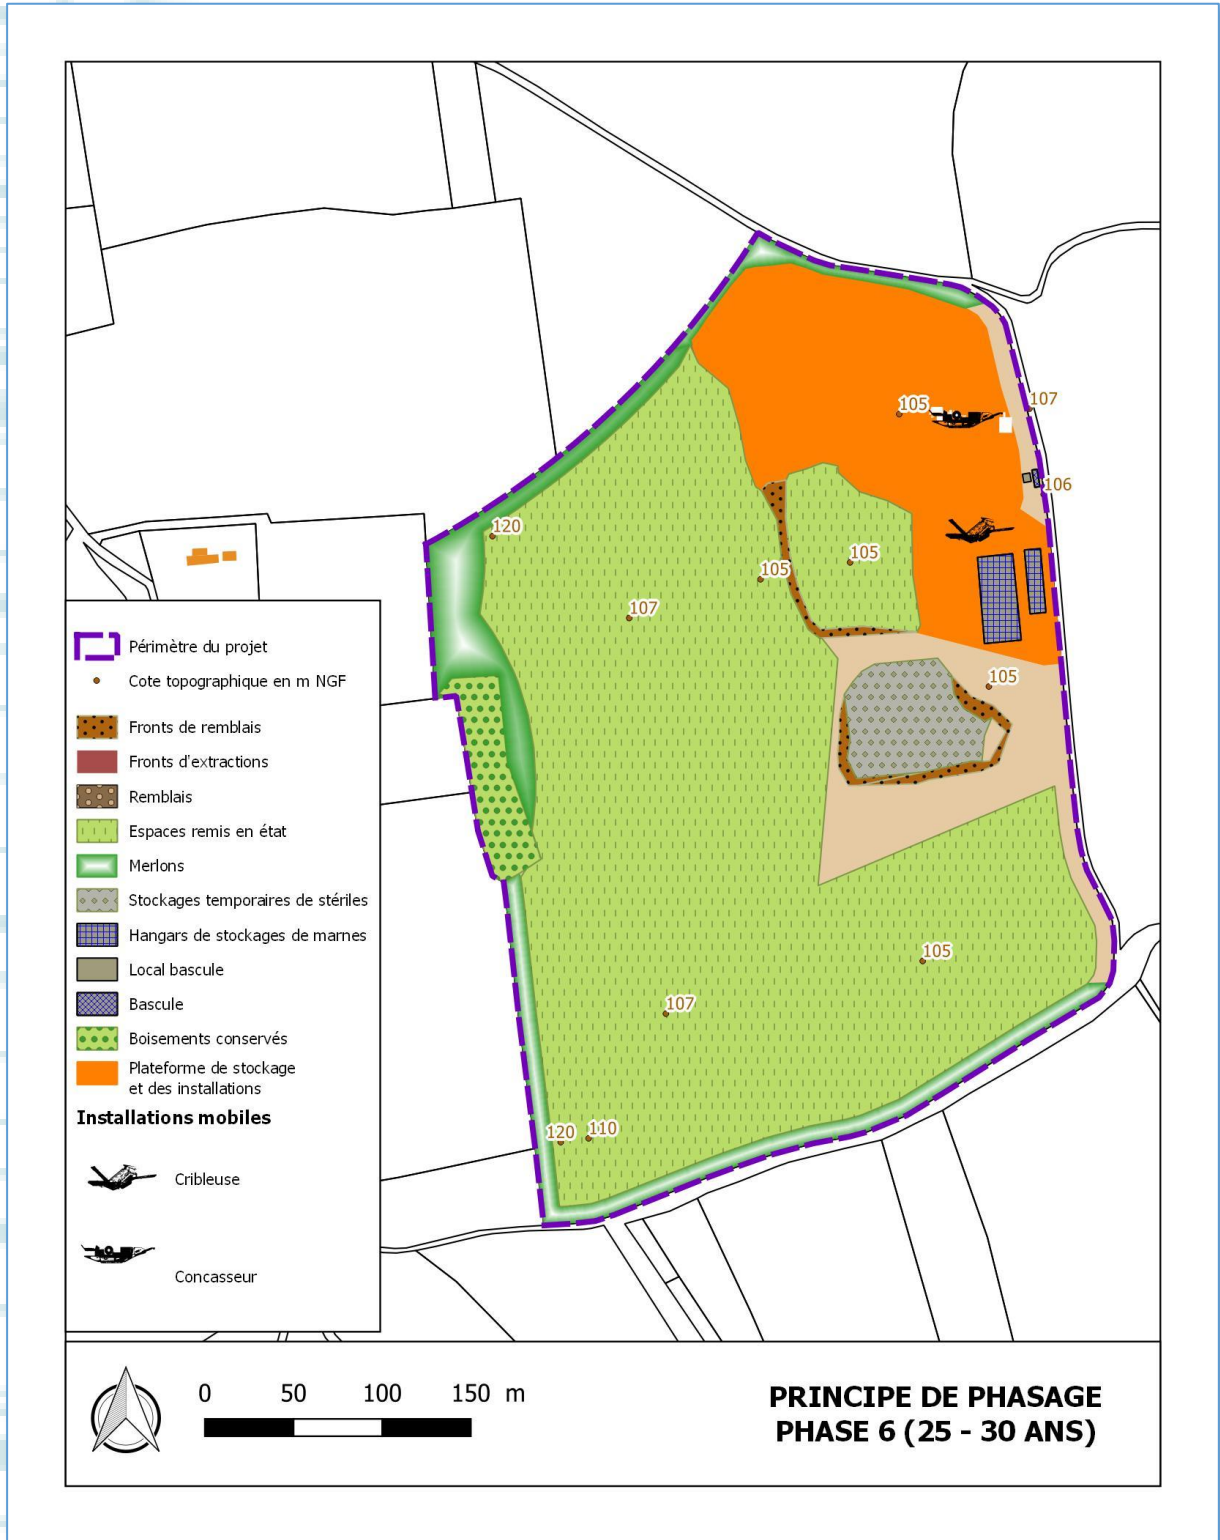 107
105
106
120
105
105
107
105
105
107
120
110
Périmètre du projet
Cote topographique en m NGF
Fronts de remblais
Fronts d'extractions
Remblais
Espaces remis en état
Merlons
Stockages temporaires de stériles
Hangars de stockages de marnes
Local bascule
Bascule
Boisements conservés
Plateforme de stockage
et des installations
Installations mobiles
Cribleuse
Concasseur
0 50 100 150 m
PRINCIPE DE PHASAGE
PHASE 6 (25 - 30 ANS)